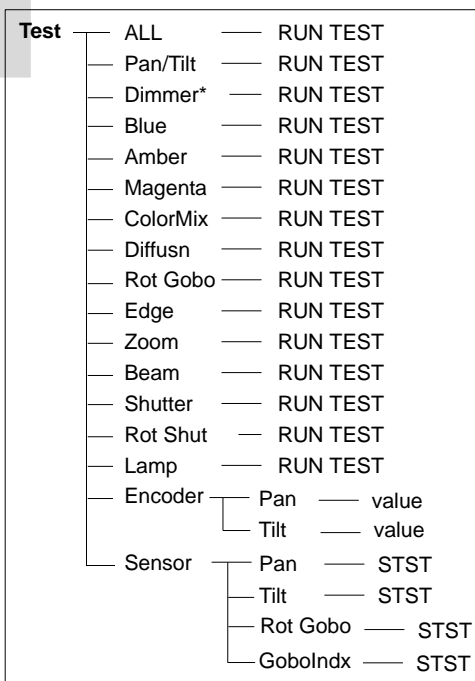 Test ALL RUN TEST
Pan/Tilt RUN TEST
Dimmer* RUN TEST
Blue RUN TEST
Amber RUN TEST
Magenta RUN TEST
ColorMix RUN TEST
Diffusn RUN TEST
Rot Gobo RUN TEST
Edge RUN TEST
Zoom RUN TEST
Beam RUN TEST
Shutter RUN TEST
Rot Shut RUN TEST
Lamp RUN TEST
Encoder Pan value
Tilt value
Sensor Pan STST
Tilt STST
Rot Gobo STST
GoboIndx STST